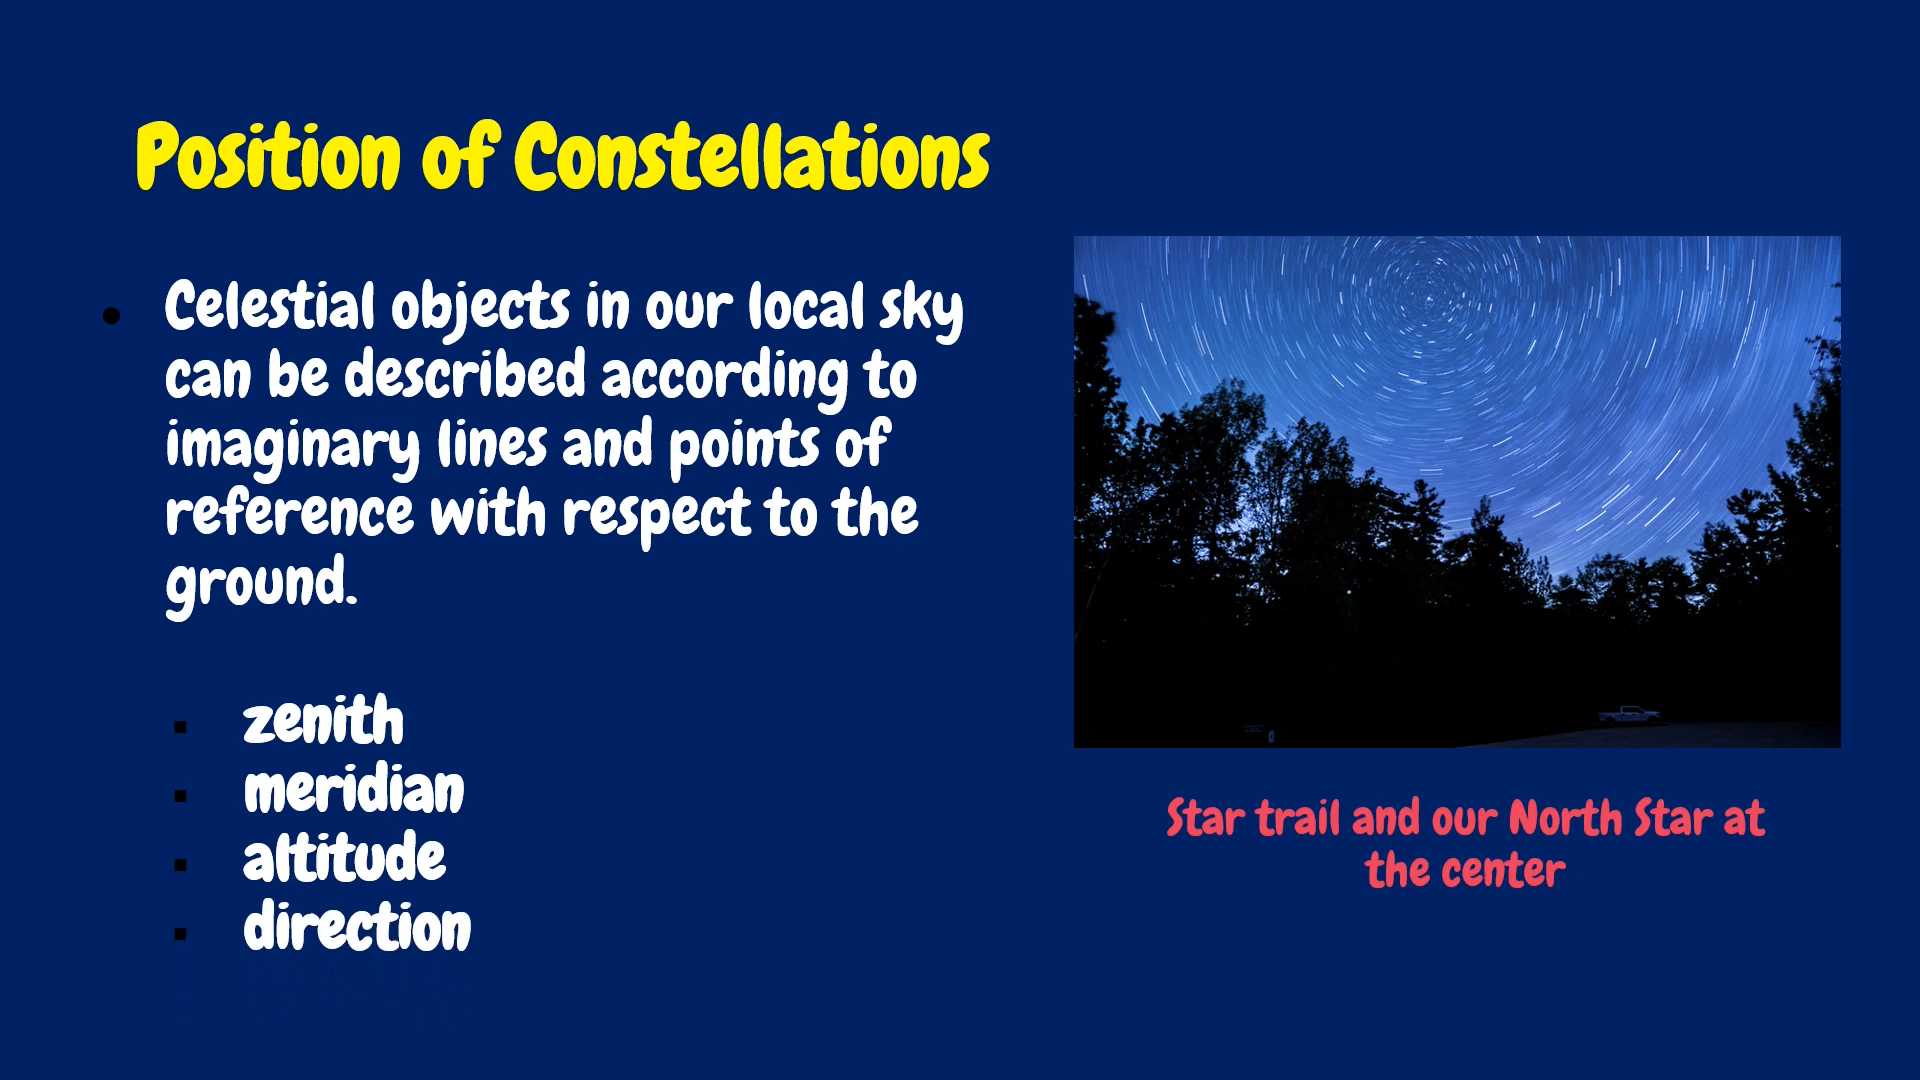 Position of Constellations
• Celestial objects in our local sky
can be described according to
imaginary lines and points of
reference with respect to the
ground.
▪ zenith
▪ meridian
▪ altitude
▪ direction
Star trail and our North Star at
the center